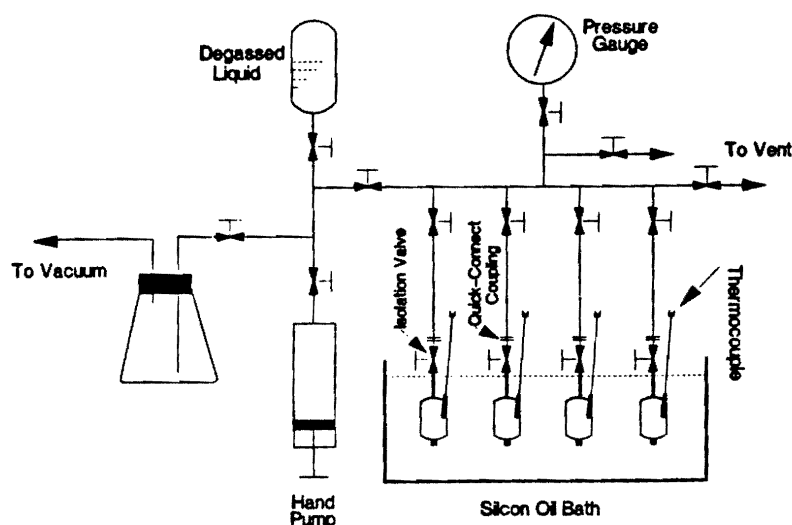 Degassed
Liquid
Pressure
Gauge
To Vent
To Vacuum
Isolation Valve
Quick-Connect
Coupling
Thermocouple
Hand
Pump
Silcon Oil Bath